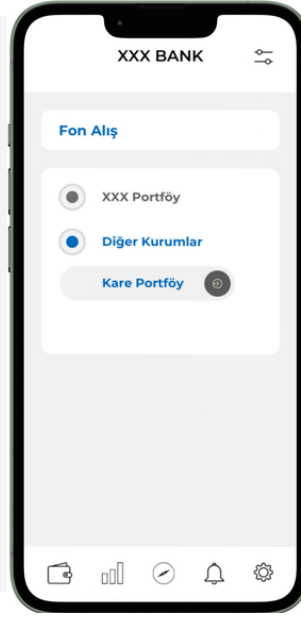 XXX BANK
Fon Alış
XXX Portföy
Diğer Kurumlar
Kare Portföy